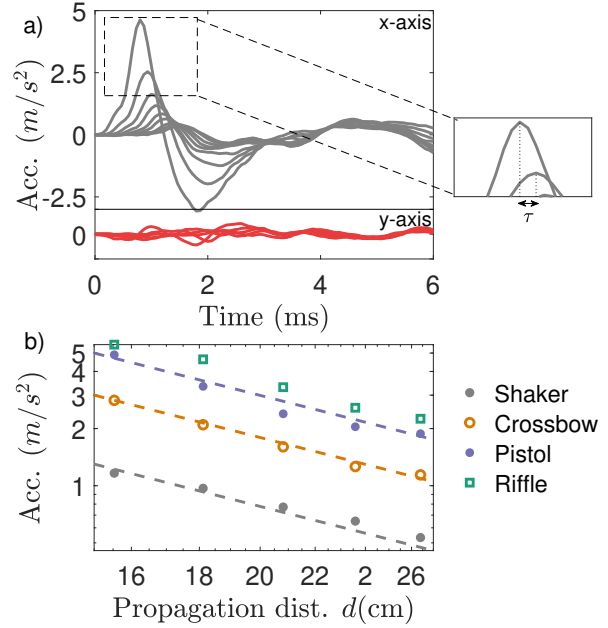 a)
x-axis
5
2.5
0
-2.5
Acc. (m/s²)
y-axis
0
0 2 4 6
Time (ms)
τ
b)
5
4
3
2
1
Acc. (m/s²)
16 18 20 22 2 26
Propagation dist. d(cm)
Shaker
Crossbow
Pistol
Riffle